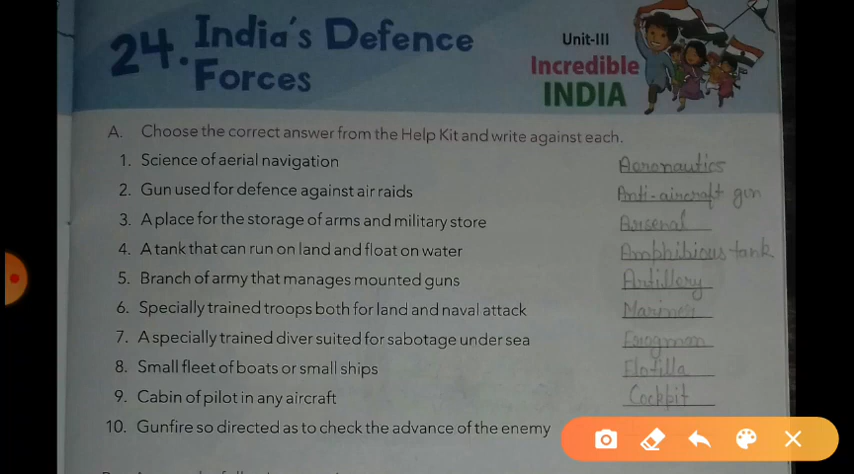 24. India's Defence
Forces
Unit-III
Incredible
INDIA
A. Choose the correct answer from the Help Kit and write against each.
1. Science of aerial navigation Aeronautics
2. Gun used for defence against air raids Anti-aircraft gun
3. A place for the storage of arms and military store Arsenal
4. A tank that can run on land and float on water Amphibious tank
5. Branch of army that manages mounted guns Artillery
6. Specially trained troops both for land and naval attack Marines
7. A specially trained diver suited for sabotage under sea Frogman
8. Small fleet of boats or small ships Flotilla
9. Cabin of pilot in any aircraft Cockpit
10. Gunfire so directed as to check the advance of the enemy